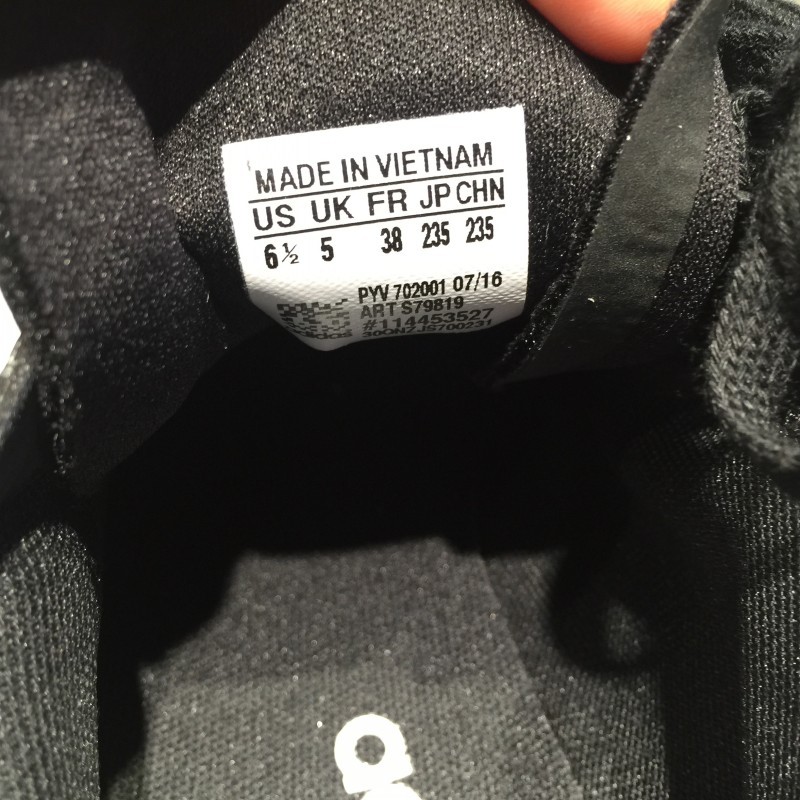 MADE IN VIETNAM
US UK FR JP CHN
6½ 5 38 235 235
PYV 702001 07/16
ART S79819
#114453527